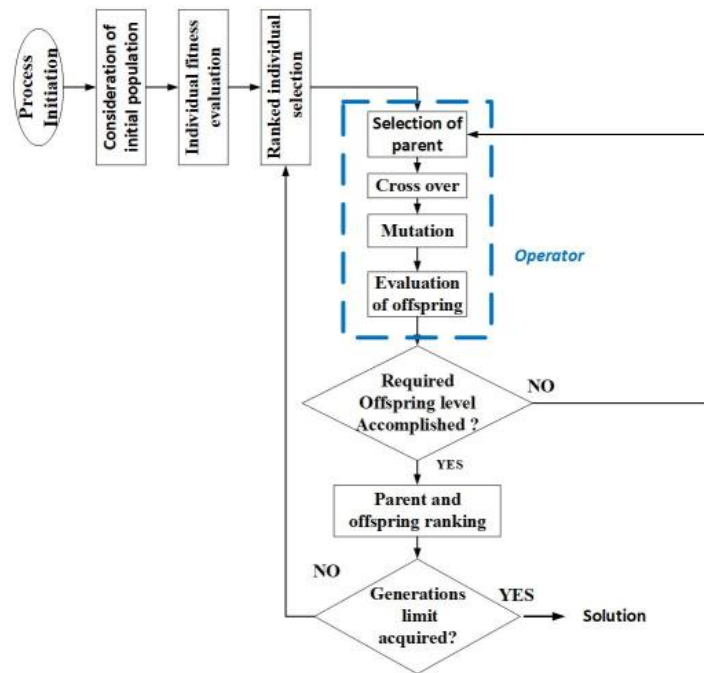 Process
Initiation
Consideration of
initial population
Individual fitness
evaluation
Ranked individual
selection
Selection of
parent
Cross over
Mutation
Evaluation
of offspring
Operator
Required
Offspring level
Accomplished ?
NO
YES
Parent and
offspring ranking
NO
Generations
limit
acquired?
YES
Solution